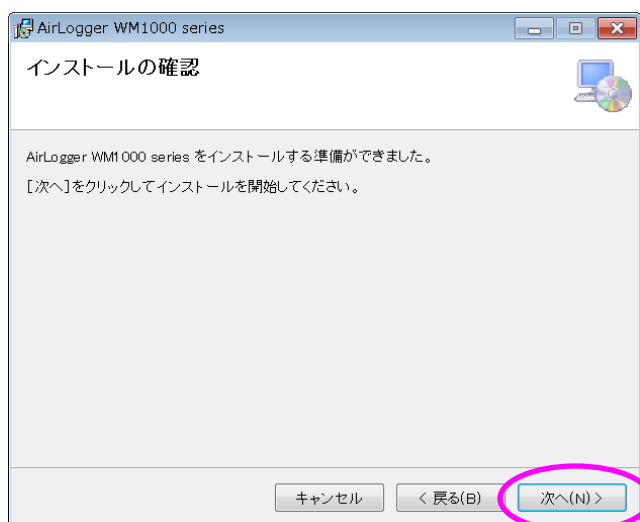 AirLogger WM1000 series
インストールの確認
AirLogger WM1000 series をインストールする準備ができました。
[次へ]をクリックしてインストールを開始してください。
キャンセル
< 戻る(B)
次へ(N) >